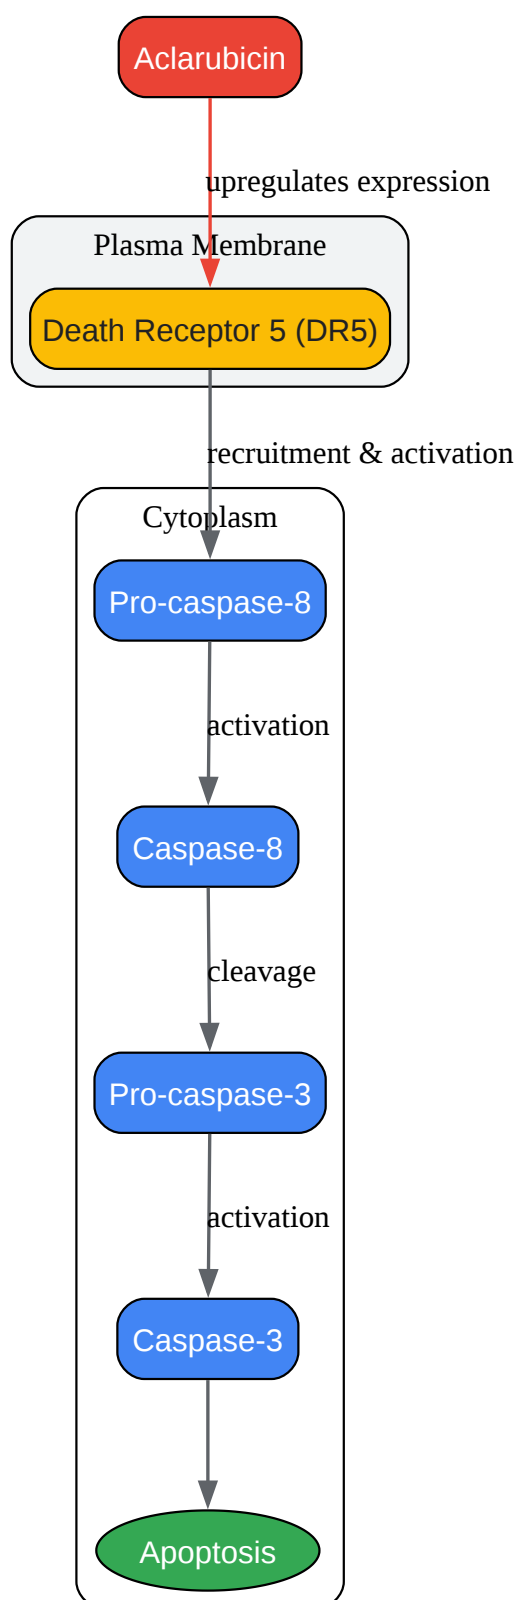 Aclarubicin
upregulates expression
Plasma Membrane
Death Receptor 5 (DR5)
recruitment & activation
Cytoplasm
Pro-caspase-8
activation
Caspase-8
cleavage
Pro-caspase-3
activation
Caspase-3
Apoptosis